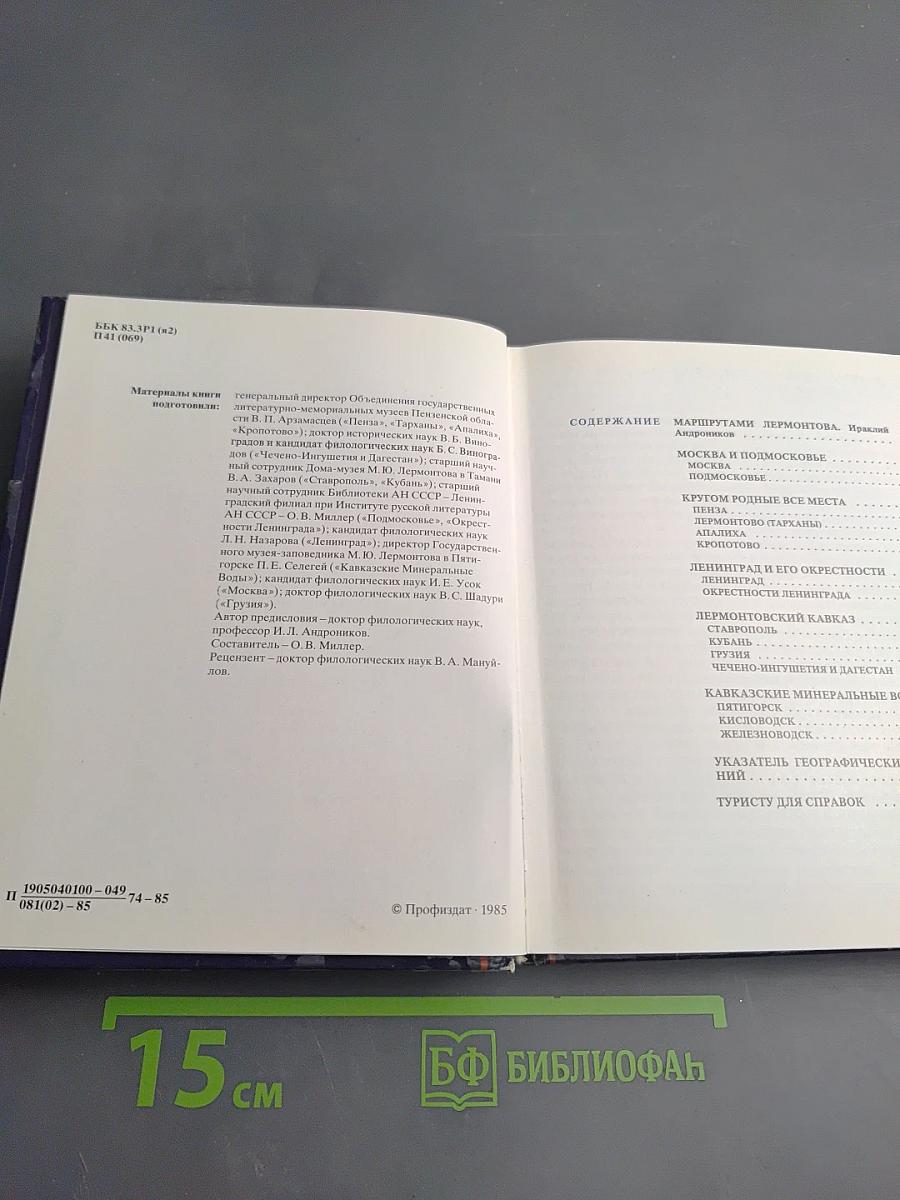 ББК 83.3Р1 (я2)
П 41 (069)
Материалы книги
подготовили:
генеральный директор Объединения государственных
литературно-мемориальных музеев Пензенской обла-
сти В. П. Арзамасцев («Пенза», «Тарханы», «Апалиха»,
«Кропотово»); доктор исторических наук В. Б. Вино-
градов и кандидат филологических наук Б. С. Виногра-
дов («Чечено-Ингушетия и Дагестан»); старший науч-
ный сотрудник Дома-музея М. Ю. Лермонтова в Тамани
В. А. Захаров («Ставрополь», «Кубань»); старший
научный сотрудник Библиотеки АН СССР – Ленин-
градский филиал при Институте русской литературы
АН СССР – О. В. Миллер («Подмосковье», «Окрест-
ности Ленинграда»); кандидат филологических наук
Л. Н. Назарова («Ленинград»); директор Государствен-
ного музея-заповедника М. Ю. Лермонтова в Пяти-
горске П. Е. Селегей («Кавказские Минеральные
Воды»); кандидат филологических наук И. Е. Усок
(«Москва»); доктор филологических наук В. С. Шадури
(«Грузия»).
Автор предисловия – доктор филологических наук,
профессор И. Л. Андроников.
Составитель – О. В. Миллер.
Рецензент – доктор филологических наук В. А. Мануй-
лов.
П 1905040100 – 049 74 – 85
081(02) – 85
© Профиздат · 1985
СОДЕРЖАНИЕ
МАРШРУТАМИ ЛЕРМОНТОВА. Ираклий
Андроников . . . . . . . . . . . . . . . . . . . .
МОСКВА И ПОДМОСКОВЬЕ . . . . . . . . .
МОСКВА . . . . . . . . . . . . . . . . . . . . .
ПОДМОСКОВЬЕ . . . . . . . . . . . . . . . .
КРУГОМ РОДНЫЕ ВСЕ МЕСТА . . . . . .
ПЕНЗА . . . . . . . . . . . . . . . . . . . . . .
ЛЕРМОНТОВО (ТАРХАНЫ) . . . . . . . . .
АПАЛИХА . . . . . . . . . . . . . . . . . . . .
КРОПОТОВО . . . . . . . . . . . . . . . . . .
ЛЕНИНГРАД И ЕГО ОКРЕСТНОСТИ . .
ЛЕНИНГРАД . . . . . . . . . . . . . . . . . .
ОКРЕСТНОСТИ ЛЕНИНГРАДА . . . . . .
ЛЕРМОНТОВСКИЙ КАВКАЗ . . . . .
СТАВРОПОЛЬ . . . . . . . . . . . . . . . .
КУБАНЬ . . . . . . . . . . . . . . . . . . . .
ГРУЗИЯ . . . . . . . . . . . . . . . . . . . .
ЧЕЧЕНО-ИНГУШЕТИЯ И ДАГЕСТАН
КАВКАЗСКИЕ МИНЕРАЛЬНЫЕ ВО
ПЯТИГОРСК . . . . . . . . . . . . . . . .
КИСЛОВОДСК . . . . . . . . . . . . . . .
ЖЕЛЕЗНОВОДСК . . . . . . . . . . . .
УКАЗАТЕЛЬ ГЕОГРАФИЧЕСКИ
НИЙ . . . . . . . . . . . . . . . . . . . . .
ТУРИСТУ ДЛЯ СПРАВОК . . .
15 см
БФ БИБЛИОФАҺ